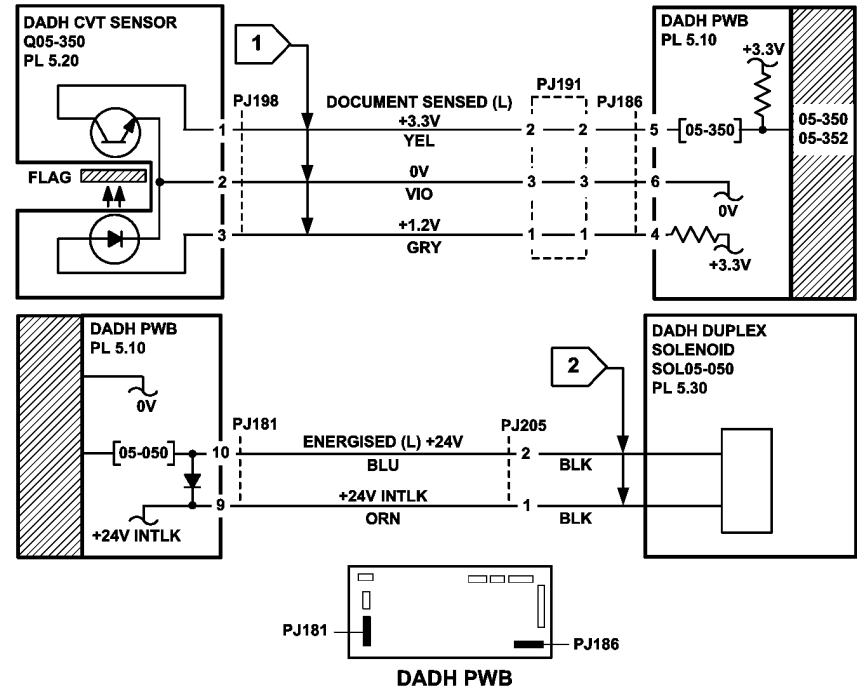 DADH CVT SENSOR
Q05-350
PL 5.20
1
DADH PWB
PL 5.10
+3.3V
PJ198
DOCUMENT SENSED (L)
PJ191
PJ186
1
+3.3V
YEL
2
2
5
[05-350]
05-350
05-352
FLAG
2
0V
VIO
3
3
6
0V
3
+1.2V
GRY
1
1
4
+3.3V
DADH PWB
PL 5.10
0V
DADH DUPLEX
SOLENOID
SOL05-050
PL 5.30
2
PJ181
PJ205
[05-050]
10
ENERGISED (L) +24V
BLU
2
BLK
9
+24V INTLK
ORN
1
BLK
+24V INTLK
PJ181
PJ186
DADH PWB